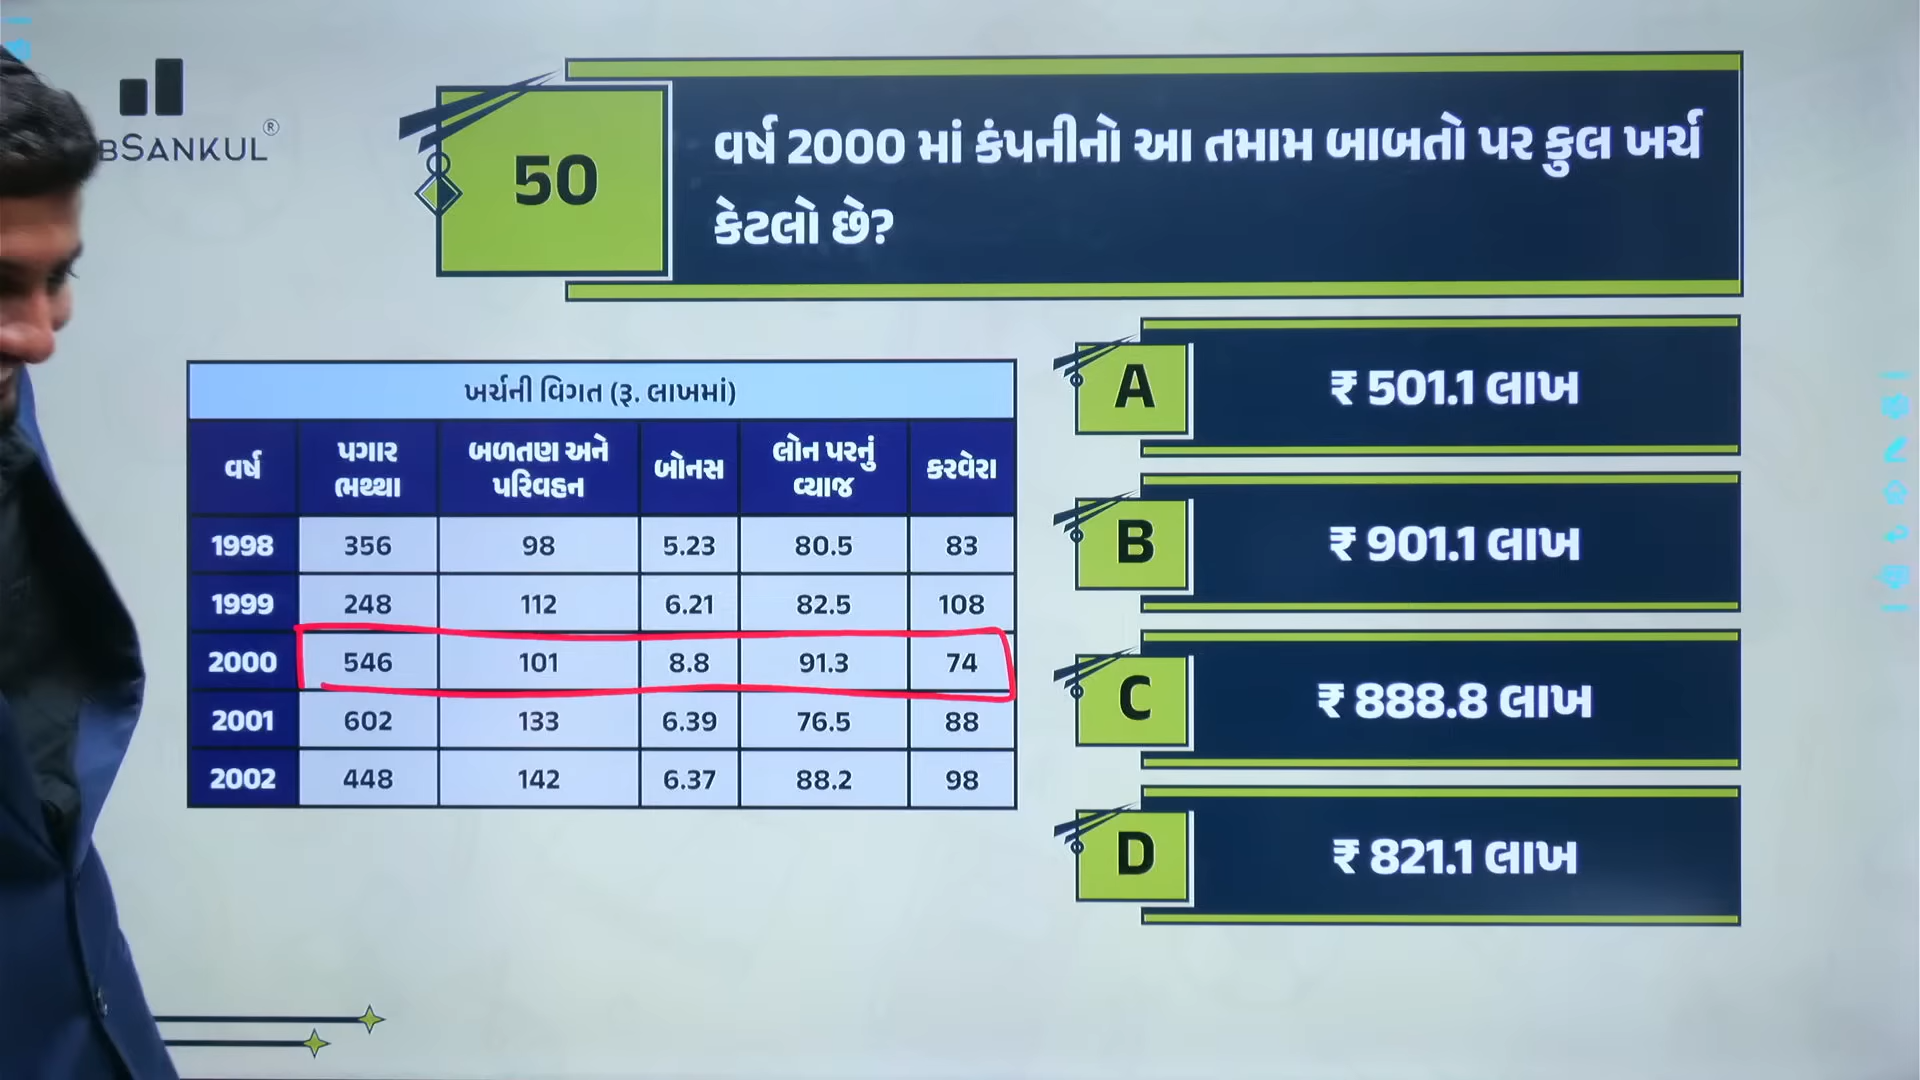 BSANKUL®
50
વર્ષ 2000 માં કંપનીનો આ તમામ બાબતો પર કુલ ખર્ચ
કેટલો છે?
ખર્ચની વિગત (રૂ. લાખમાં)
વર્ષ પગાર ભથ્થા બળતણ અને પરિવહન બોનસ લોન પરનું વ્યાજ કરવેરા
1998 356 98 5.23 80.5 83
1999 248 112 6.21 82.5 108
2000 546 101 8.8 91.3 74
2001 602 133 6.39 76.5 88
2002 448 142 6.37 88.2 98
A ₹ 501.1 લાખ
B ₹ 901.1 લાખ
C ₹ 888.8 લાખ
D ₹ 821.1 લાખ